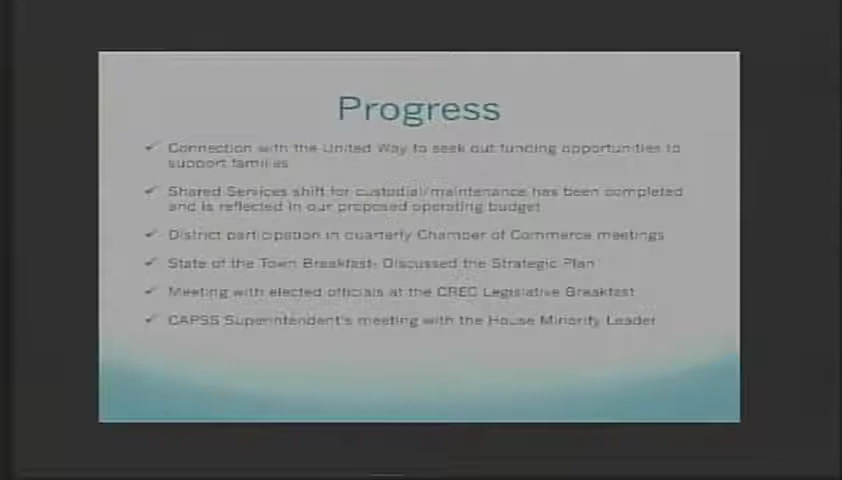 Progress
✓ Connection with the United Way to seek out funding opportunities to
support families
✓ Shared Services shift for custodial/maintenance has been completed
and is reflected in our proposed operating budget
✓ District participation in quarterly Chamber of Commerce meetings
✓ State of the Town Breakfast- Discussed the Strategic Plan
✓ Meeting with elected officials at the CREC Legislative Breakfast
✓ CAPSS Superintendent's meeting with the House Minority Leader